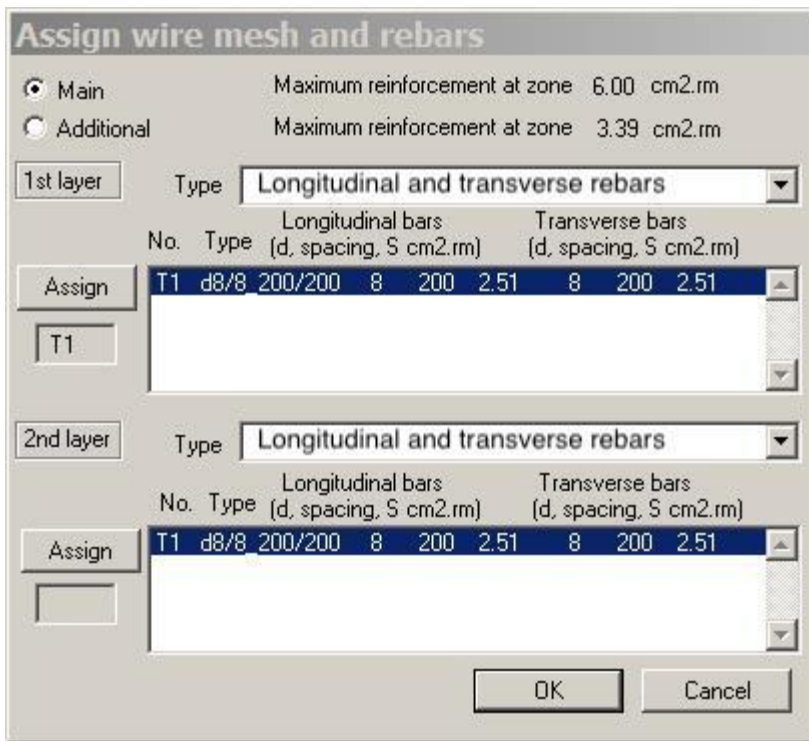 Assign wire mesh and rebars
Main Maximum reinforcement at zone 6.00 cm2.rm
Additional Maximum reinforcement at zone 3.39 cm2.rm
1st layer Type Longitudinal and transverse rebars
Longitudinal bars Transverse bars
No. Type (d, spacing, S cm2.rm) (d, spacing, S cm2.rm)
Assign T1 d8/8_200/200 8 200 2.51 8 200 2.51
T1
2nd layer Type Longitudinal and transverse rebars
Longitudinal bars Transverse bars
No. Type (d, spacing, S cm2.rm) (d, spacing, S cm2.rm)
Assign T1 d8/8_200/200 8 200 2.51 8 200 2.51
OK Cancel